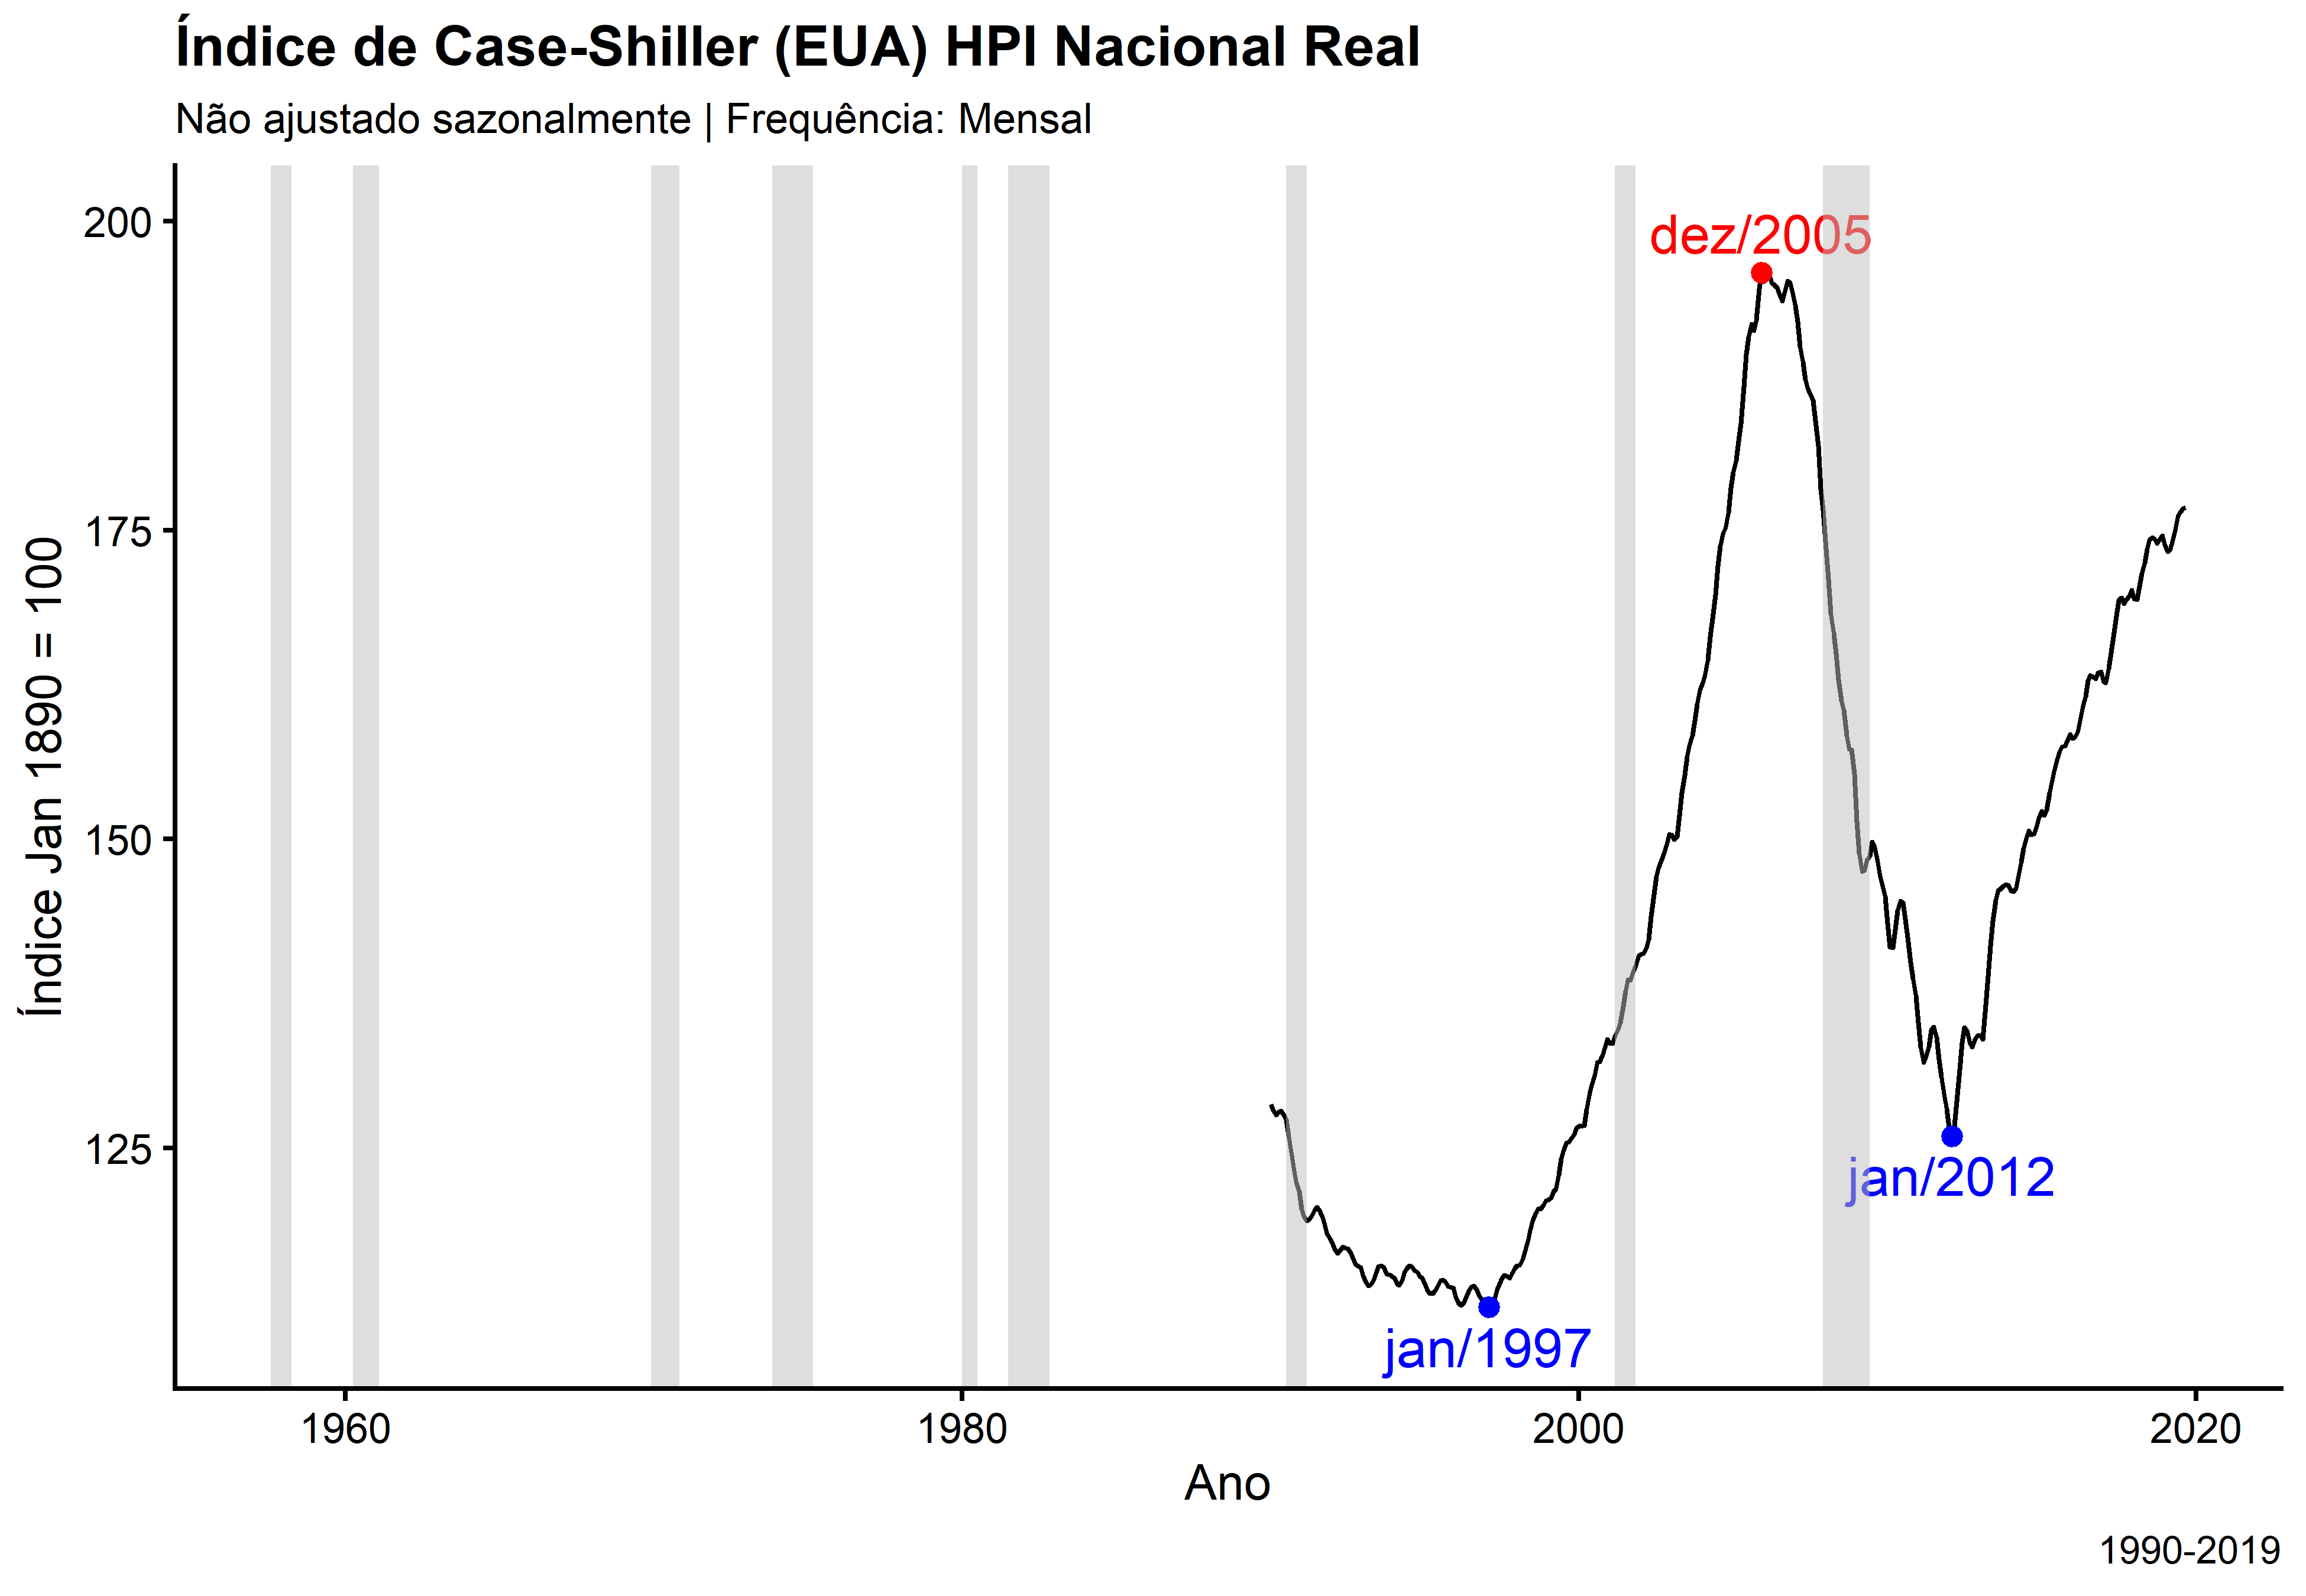 Índice de Case-Shiller (EUA) HPI Nacional Real
Não ajustado sazonalmente | Frequência: Mensal
Índice Jan 1890 = 100
200
175
150
125
dez/2005
jan/2012
jan/1997
1960
1980
2000
2020
Ano
1990-2019